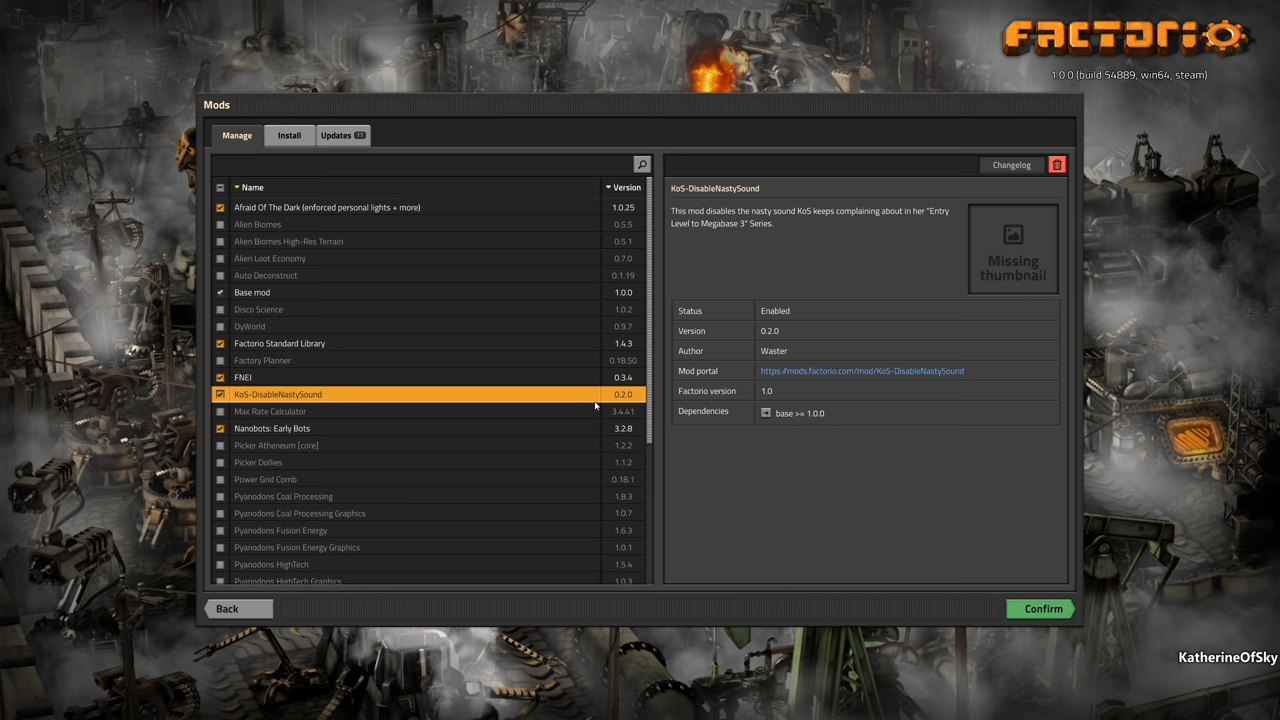 FACTORIO
1.0.0 (build 54889, win64, steam)
Mods
Manage
Install
Updates 17
Name
Version
Afraid Of The Dark (enforced personal lights + more) 1.0.25
Alien Biomes 0.5.5
Alien Biomes High-Res Terrain 0.5.1
Alien Loot Economy 0.7.0
Auto Deconstruct 0.1.19
Base mod 1.0.0
Disco Science 1.0.2
DyWorld 0.9.7
Factorio Standard Library 1.4.3
Factory Planner 0.18.50
FNEI 0.3.4
KoS-DisableNastySound 0.2.0
Max Rate Calculator 3.4.41
Nanobots: Early Bots 3.2.8
Picker Atheneum [core] 1.2.2
Picker Dollies 1.1.2
Power Grid Comb 0.18.1
Pyanodons Coal Processing 1.8.3
Pyanodons Coal Processing Graphics 1.0.7
Pyanodons Fusion Energy 1.6.3
Pyanodons Fusion Energy Graphics 1.0.1
Pyanodons HighTech 1.5.4
Pyanodons HighTech Graphics 1.0.3
Changelog
KoS-DisableNastySound
This mod disables the nasty sound KoS keeps complaining about in her "Entry
Level to Megabase 3" Series.
Missing
thumbnail
Status Enabled
Version 0.2.0
Author Waster
Mod portal https://mods.factorio.com/mod/KoS-DisableNastySound
Factorio version 1.0
Dependencies base >= 1.0.0
Back
Confirm
KatherineOfSky